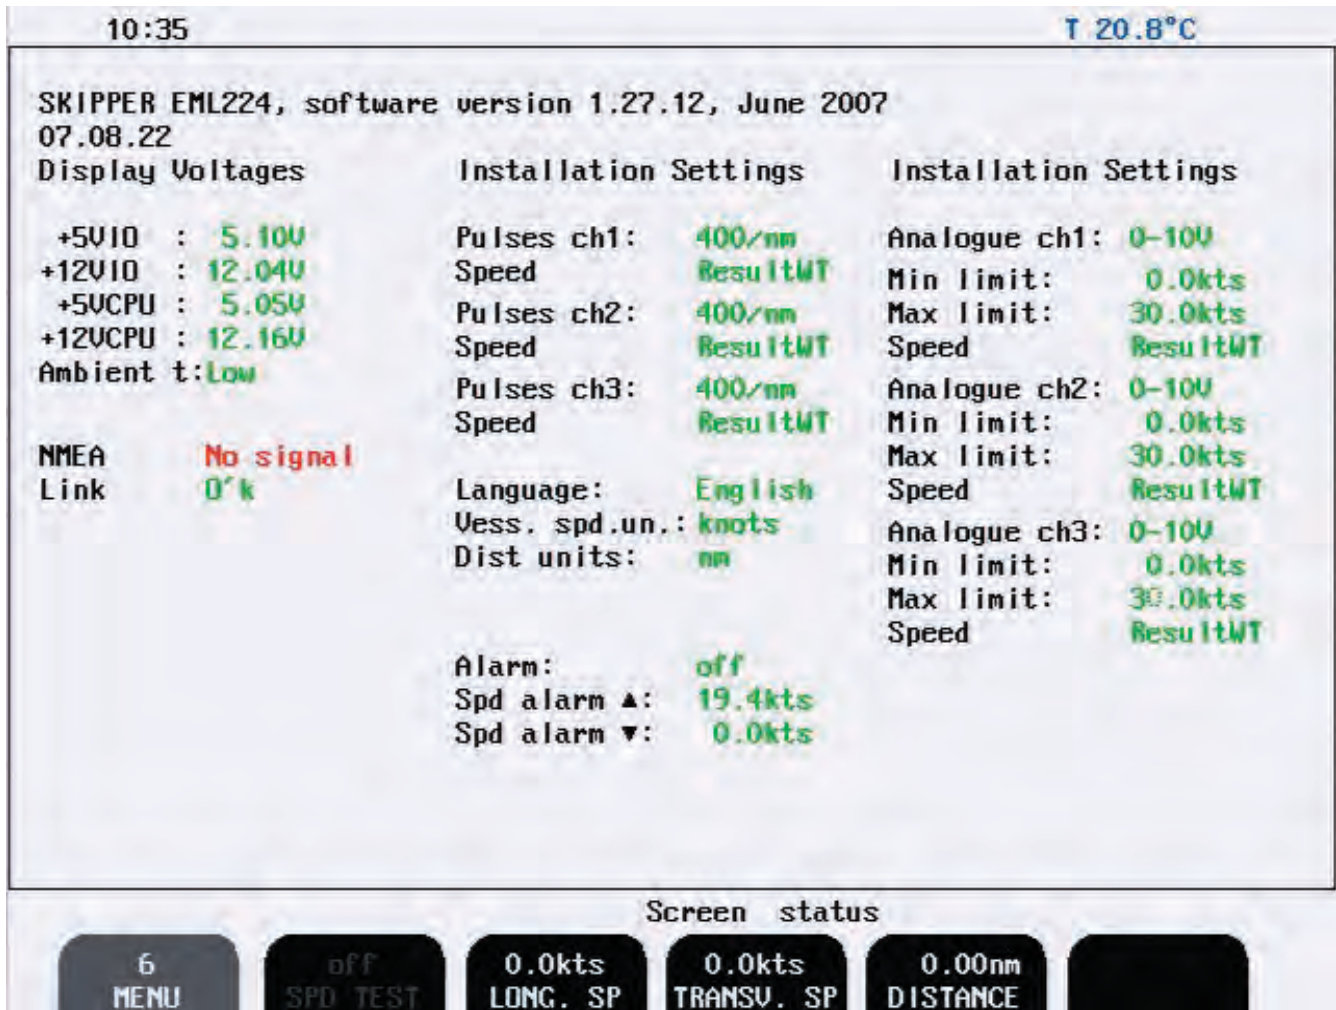 10:35
T 20.8°C
SKIPPER EML224, software version 1.27.12, June 2007
07.08.22
Display Voltages
+5VIO : 5.10V
+12VIO : 12.04V
+5VCPU : 5.05V
+12VCPU : 12.16V
Ambient t:Low
NMEA No signal
Link O´k
Installation Settings
Pulses ch1: 400/nm
Speed ResultWT
Pulses ch2: 400/nm
Speed ResultWT
Pulses ch3: 400/nm
Speed ResultWT
Language: English
Vess. spd.un.: knots
Dist units: nm
Alarm: off
Spd alarm ▲: 19.4kts
Spd alarm ▼: 0.0kts
Installation Settings
Analogue ch1: 0-10V
Min limit: 0.0kts
Max limit: 30.0kts
Speed ResultWT
Analogue ch2: 0-10V
Min limit: 0.0kts
Max limit: 30.0kts
Speed ResultWT
Analogue ch3: 0-10V
Min limit: 0.0kts
Max limit: 30.0kts
Speed ResultWT
Screen status
6
MENU
off
SPD TEST
0.0kts
LONG. SP
0.0kts
TRANSV. SP
0.00nm
DISTANCE